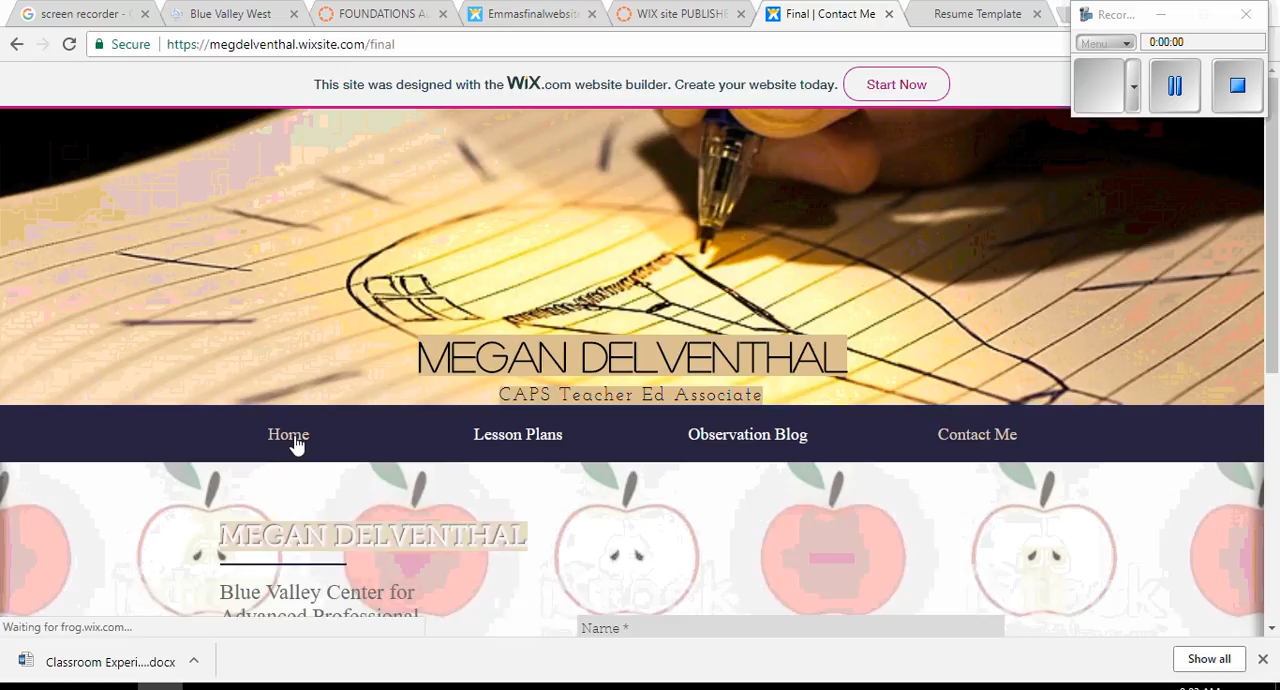 screen recorder -
Blue Valley West
FOUNDATIONS A
Emmasfinalwebsite
WIX site PUBLISH
Final | Contact Me
Resume Template
Recor...
Menu
0:00:00
Secure
https://megdelventhal.wixsite.com/final
This site was designed with the WiX.com website builder. Create your website today.
Start Now
MEGAN DELVENTHAL
CAPS Teacher Ed Associate
Home
Lesson Plans
Observation Blog
Contact Me
MEGAN DELVENTHAL
Blue Valley Center for
Advanced Professional
Name *
Waiting for frog.wix.com...
Classroom Experi....docx
Show all